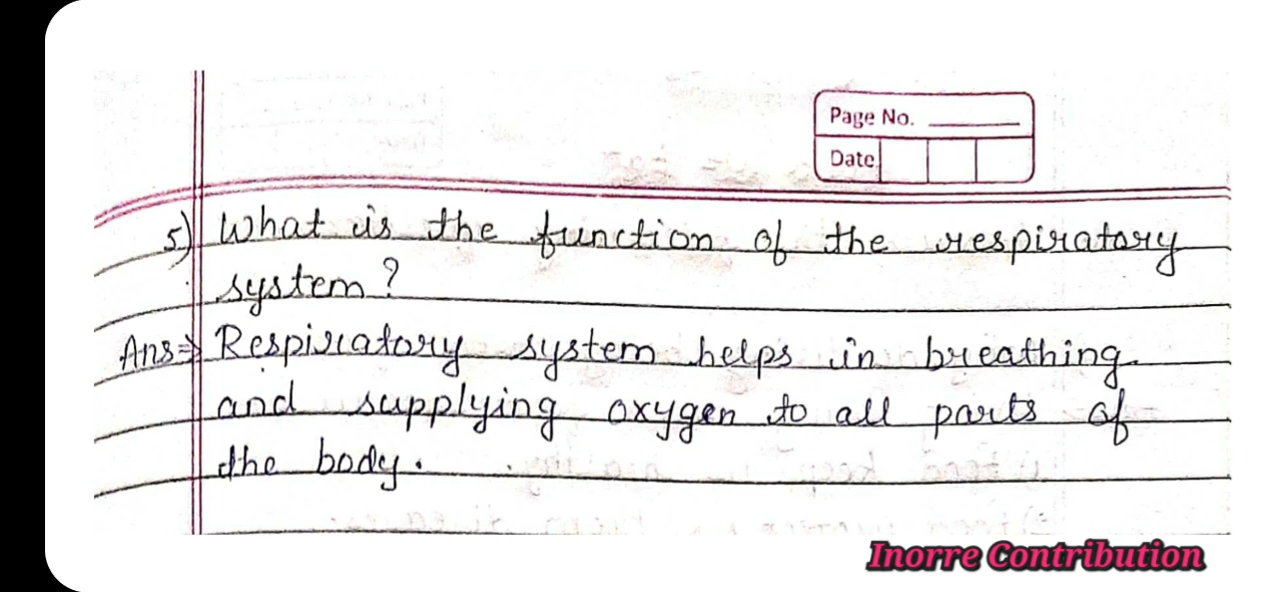 Page No.
Date
5) What is the function of the respiratory
system?
Ans⇒ Respiratory system helps in breathing
and supplying oxygen to all parts of
the body.
Inorre Contribution